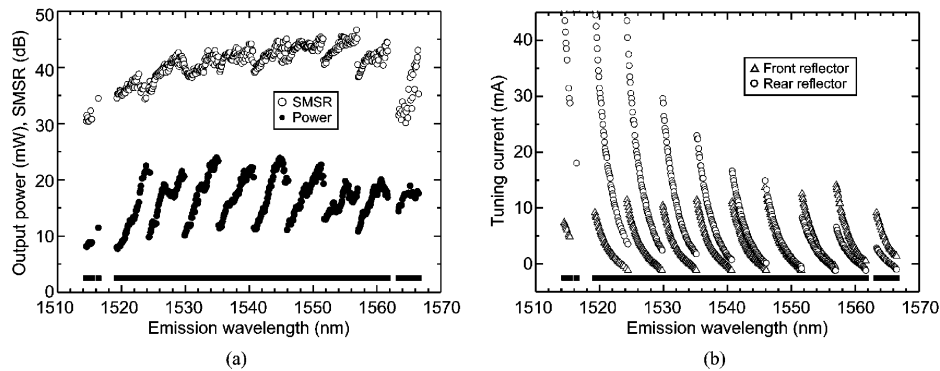 Output power (mW), SMSR (dB)
50
40
30
20
10
0
SMSR
Power
1510 1520 1530 1540 1550 1560 1570
Emission wavelength (nm)
(a)
Tuning current (mA)
40
30
20
10
0
Front reflector
Rear reflector
1510 1520 1530 1540 1550 1560 1570
Emission wavelength (nm)
(b)